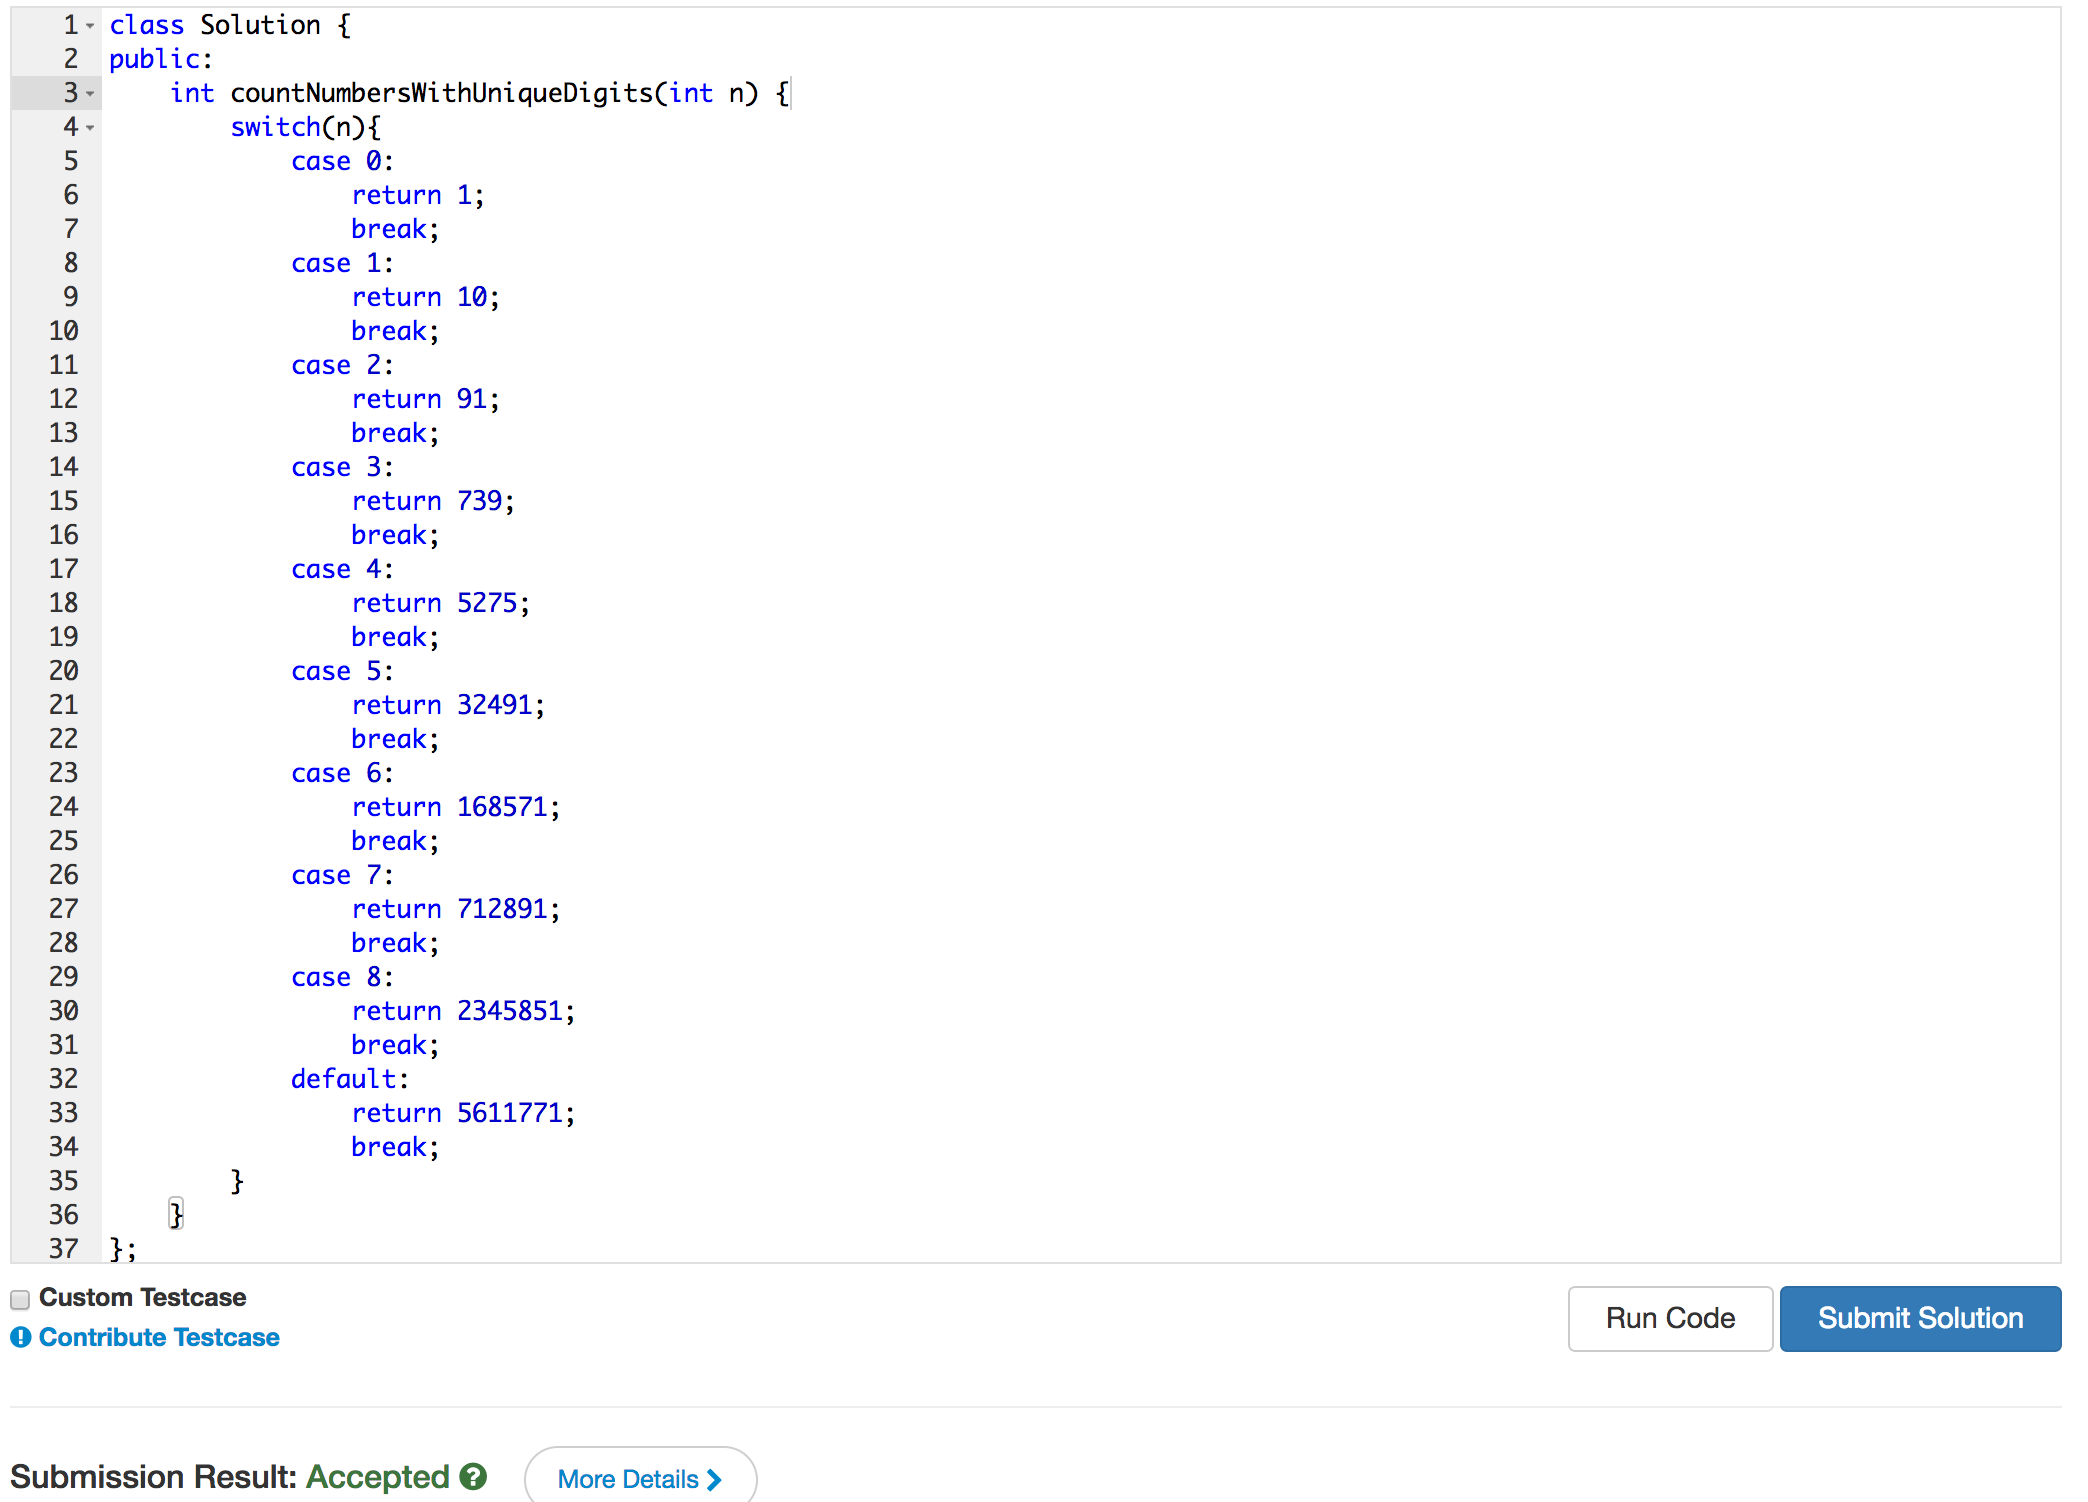 1 class Solution {
2 public:
3     int countNumbersWithUniqueDigits(int n) {
4         switch(n){
5             case 0:
6                 return 1;
7                 break;
8             case 1:
9                 return 10;
10                 break;
11             case 2:
12                 return 91;
13                 break;
14             case 3:
15                 return 739;
16                 break;
17             case 4:
18                 return 5275;
19                 break;
20             case 5:
21                 return 32491;
22                 break;
23             case 6:
24                 return 168571;
25                 break;
26             case 7:
27                 return 712891;
28                 break;
29             case 8:
30                 return 2345851;
31                 break;
32             default:
33                 return 5611771;
34                 break;
35         }
36     }
37 };
Custom Testcase
Contribute Testcase
Run Code
Submit Solution
Submission Result: Accepted
More Details